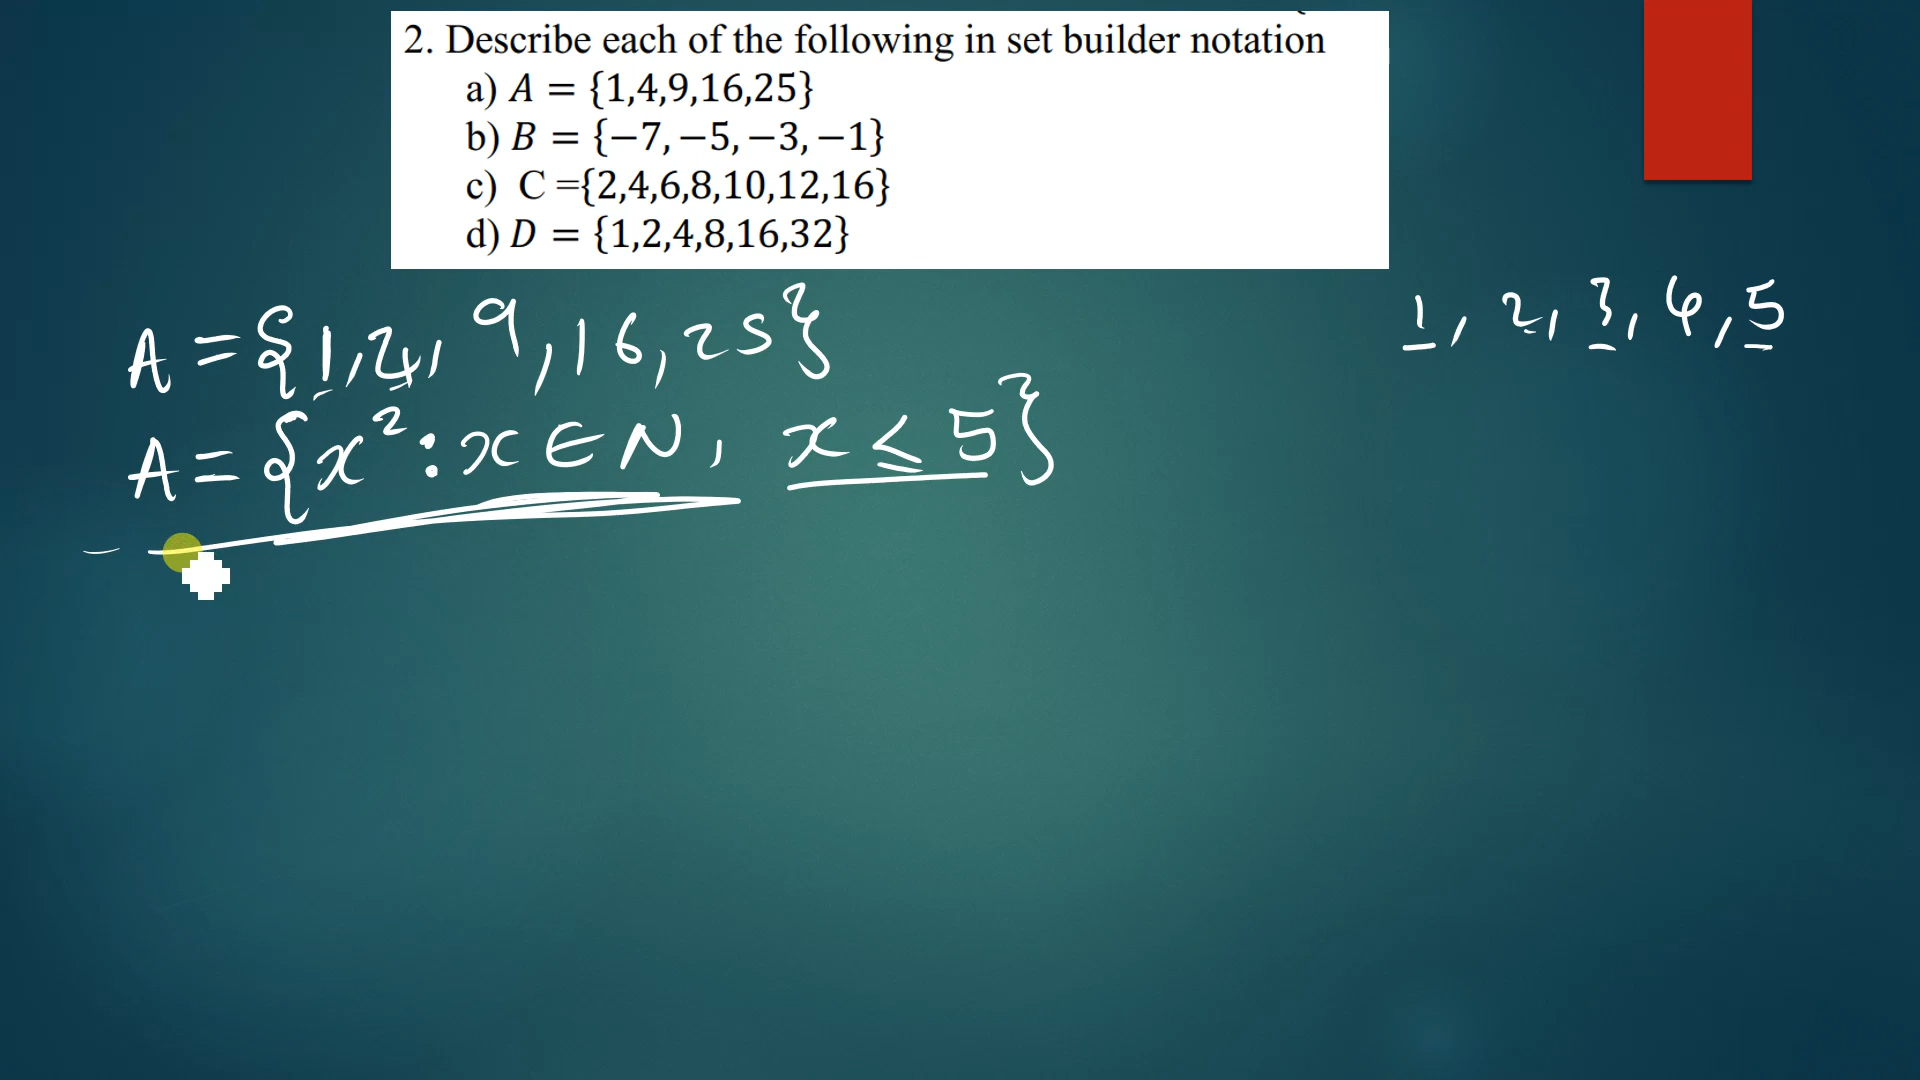 2. Describe each of the following in set builder notation
a) A = {1,4,9,16,25}
b) B = {−7,−5,−3,−1}
c) C ={2,4,6,8,10,12,16}
d) D = {1,2,4,8,16,32}
A = {1,4,9,16,25}
1, 2, 3, 4, 5
A = {x²: x ∈ N, x ≤ 5}